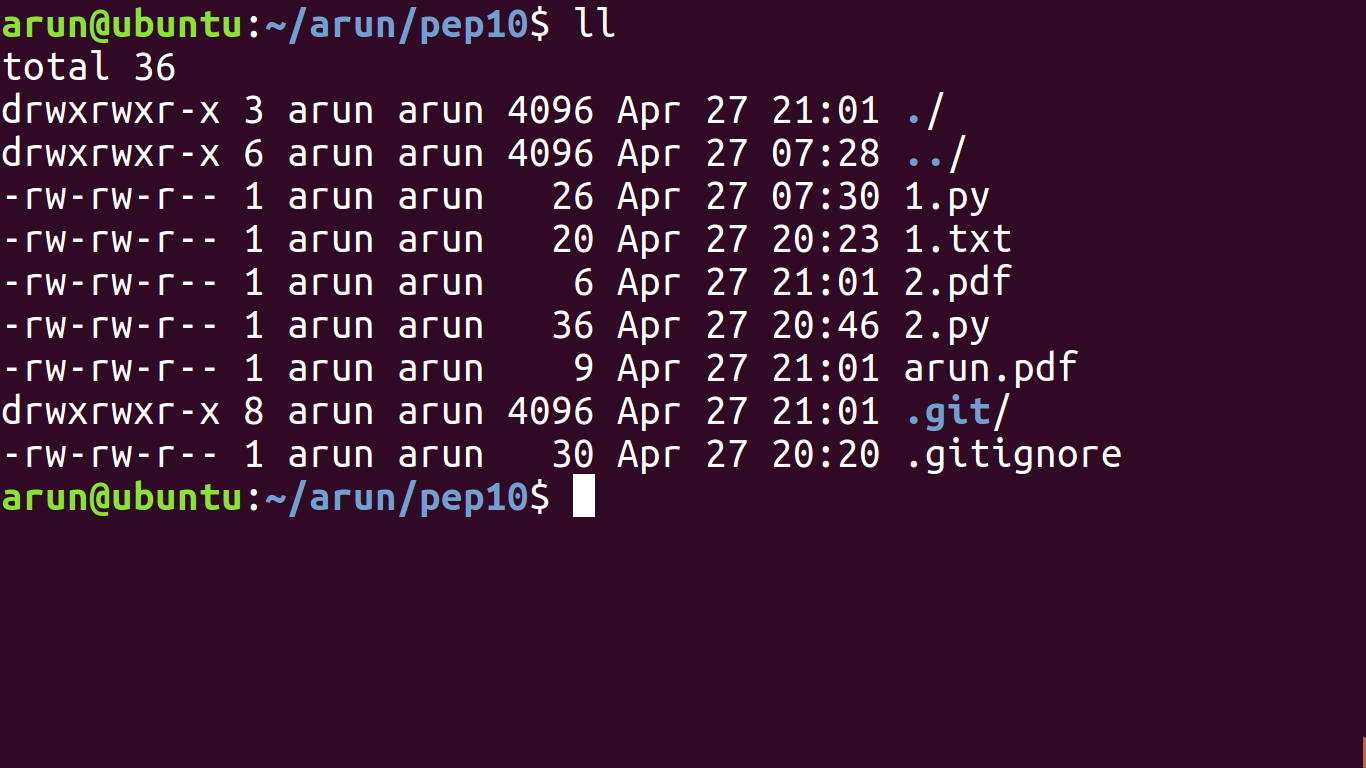 arun@ubuntu:~/arun/pep10$ ll
total 36
drwxrwxr-x 3 arun arun 4096 Apr 27 21:01 ./
drwxrwxr-x 6 arun arun 4096 Apr 27 07:28 ../
-rw-rw-r-- 1 arun arun   26 Apr 27 07:30 1.py
-rw-rw-r-- 1 arun arun   20 Apr 27 20:23 1.txt
-rw-rw-r-- 1 arun arun    6 Apr 27 21:01 2.pdf
-rw-rw-r-- 1 arun arun   36 Apr 27 20:46 2.py
-rw-rw-r-- 1 arun arun    9 Apr 27 21:01 arun.pdf
drwxrwxr-x 8 arun arun 4096 Apr 27 21:01 .git/
-rw-rw-r-- 1 arun arun   30 Apr 27 20:20 .gitignore
arun@ubuntu:~/arun/pep10$